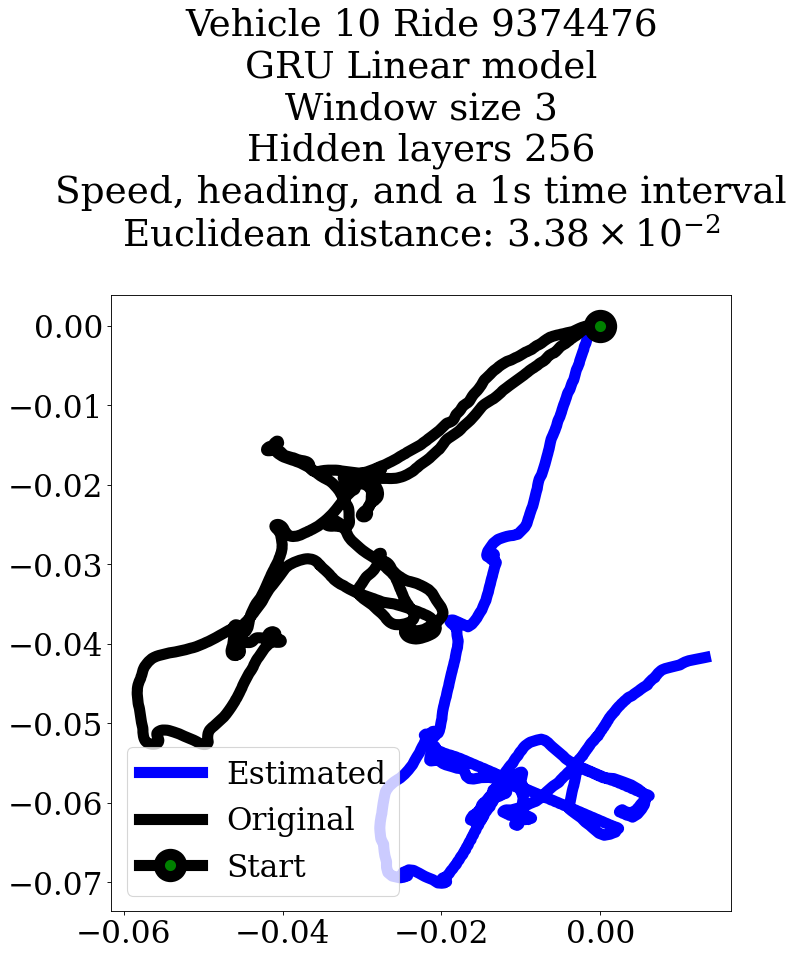 Vehicle 10 Ride 9374476
GRU Linear model
Window size 3
Hidden layers 256
Speed, heading, and a 1s time interval
Euclidean distance: 3.38 × 10⁻²
0.00
−0.01
−0.02
−0.03
−0.04
−0.05
−0.06
−0.07
Estimated
Original
Start
−0.06 −0.04 −0.02 0.00